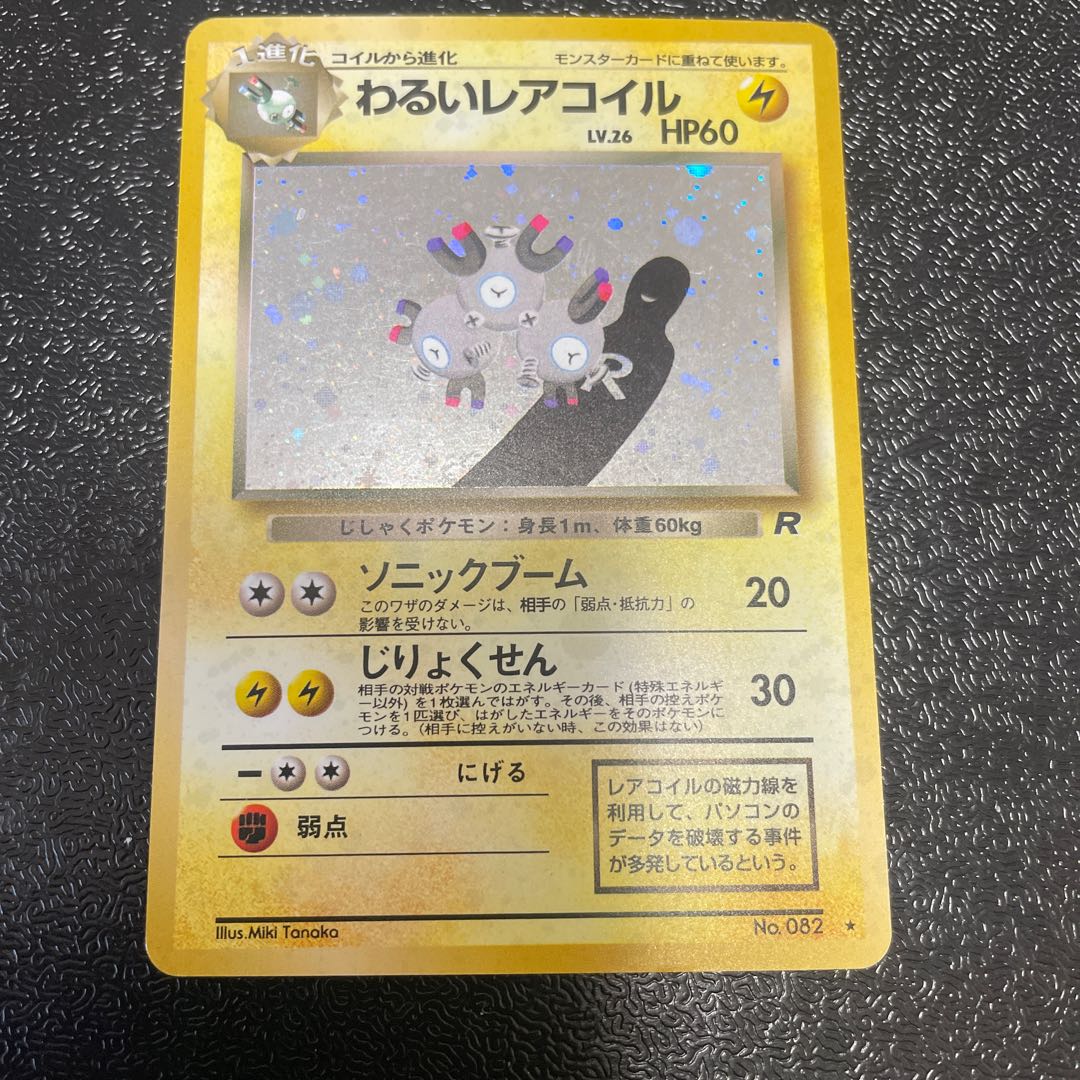 1進化
コイルから進化
モンスターカードに重ねて使います。
わるいレアコイル
LV.26 HP60
R
じしゃくポケモン：身長1m、体重60kg R
ソニックブーム
このワザのダメージは、相手の「弱点・抵抗力」の
影響を受けない。
20
じりょくせん
相手の対戦ポケモンのエネルギーカード(特殊エネルギ
ー以外)を1枚選んではがす。その後、相手の控えポケ
モンを1匹選び、はがしたエネルギーをそのポケモンに
つける。(相手に控えがいない時、この効果はない)
30
にげる
弱点
レアコイルの磁力線を
利用して、パソコンの
データを破壊する事件
が多発しているという。
Illus.Miki Tanaka
No. 082 ★